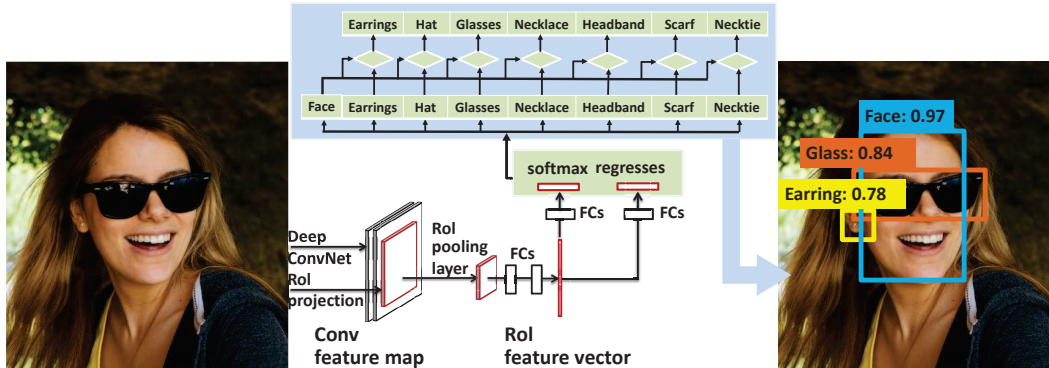 Earrings Hat Glasses Necklace Headband Scarf Necktie
Face Earrings Hat Glasses Necklace Headband Scarf Necktie
softmax regresses
FCs FCs
Deep
ConvNet
RoI
projection
RoI
pooling
layer
FCs
Conv
feature map
RoI
feature vector
Face: 0.97
Glass: 0.84
Earring: 0.78